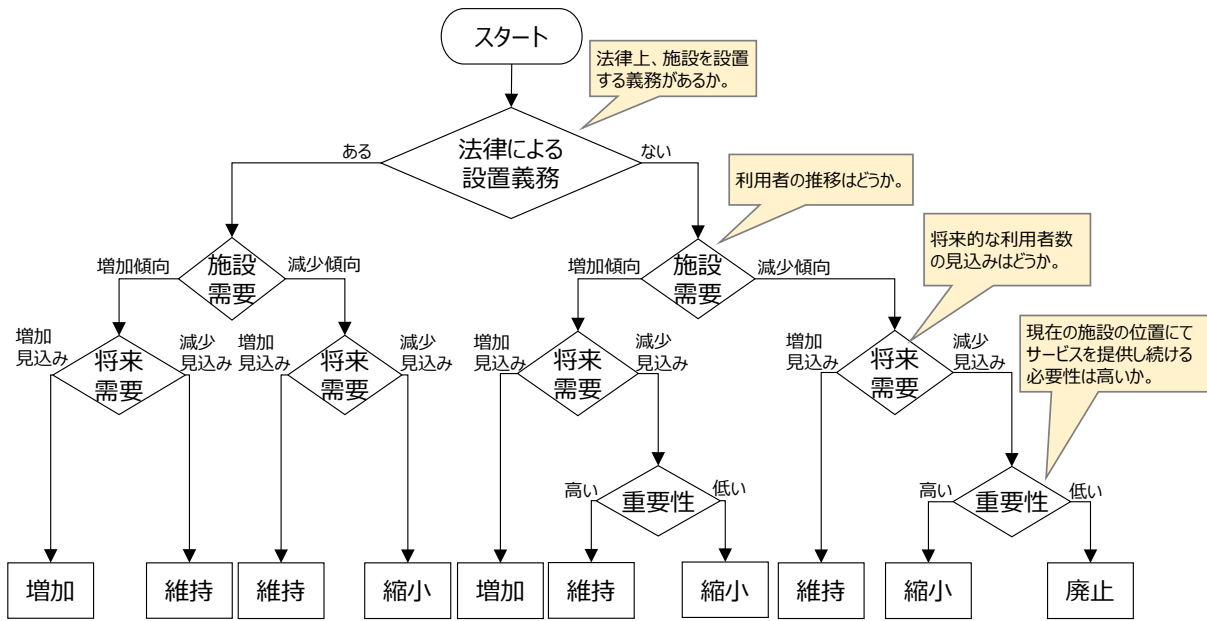 スタート
法律上、施設を設置
する義務があるか。
法律による
設置義務
ある
ない
利用者の推移はどうか。
施設
需要
増加傾向
減少傾向
施設
需要
増加傾向
減少傾向
将来的な利用者数
の見込みはどうか。
将来
需要
増加
見込み
減少
見込み
将来
需要
増加
見込み
減少
見込み
将来
需要
増加
見込み
減少
見込み
将来
需要
増加
見込み
減少
見込み
現在の施設の位置にて
サービスを提供し続ける
必要性は高いか。
重要性
高い
低い
重要性
高い
低い
増加
維持
維持
縮小
増加
維持
縮小
維持
縮小
廃止